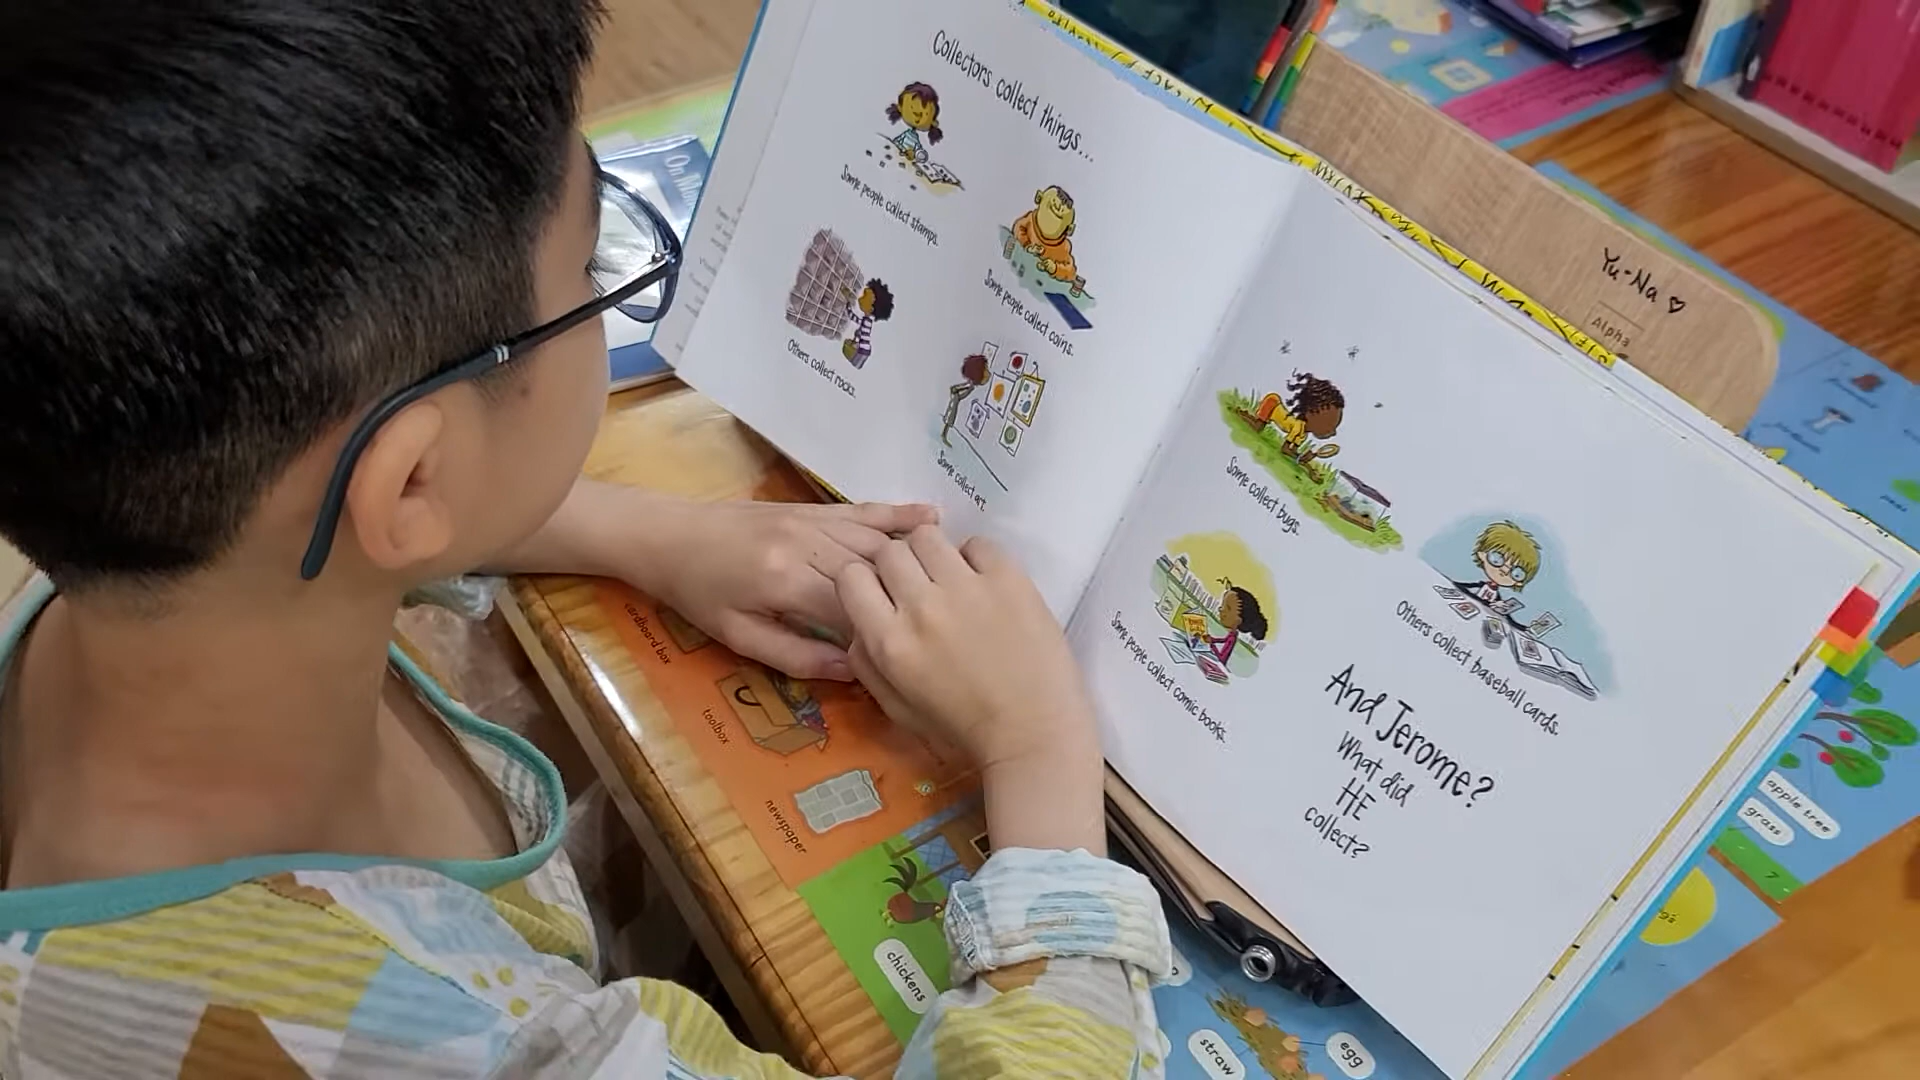 Collectors collect things...
Some people collect stamps.
Some people collect coins.
Others collect rocks.
Some collect art.
Some collect bugs.
Others collect baseball cards.
Some people collect comic books.
And Jerome?
What did
HE
collect?
Yu-Na ♡
Alpha
On
cardboard box
toolbox
newspaper
chickens
straw
egg
apple tree
grass
7